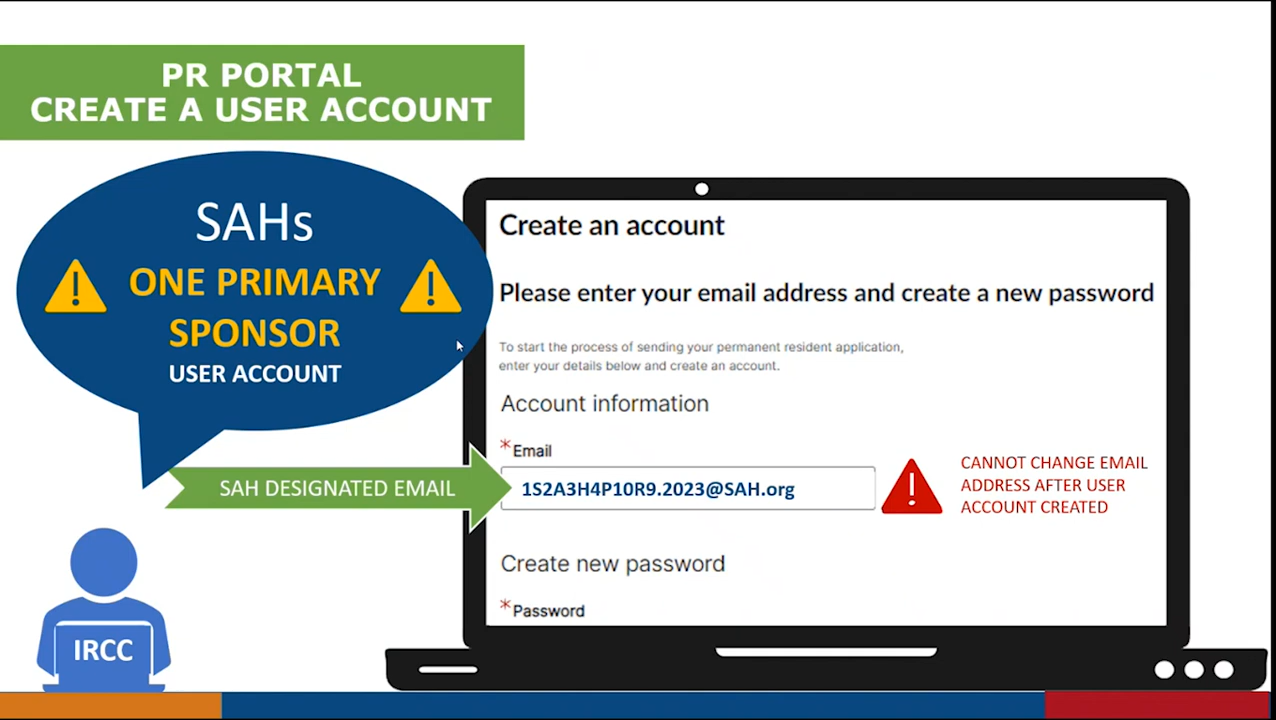 PR PORTAL
CREATE A USER ACCOUNT
SAHs
ONE PRIMARY
SPONSOR
USER ACCOUNT
SAH DESIGNATED EMAIL
IRCC
Create an account
Please enter your email address and create a new password
To start the process of sending your permanent resident application,
enter your details below and create an account.
Account information
*Email
1S2A3H4P10R9.2023@SAH.org
CANNOT CHANGE EMAIL
ADDRESS AFTER USER
ACCOUNT CREATED
Create new password
*Password